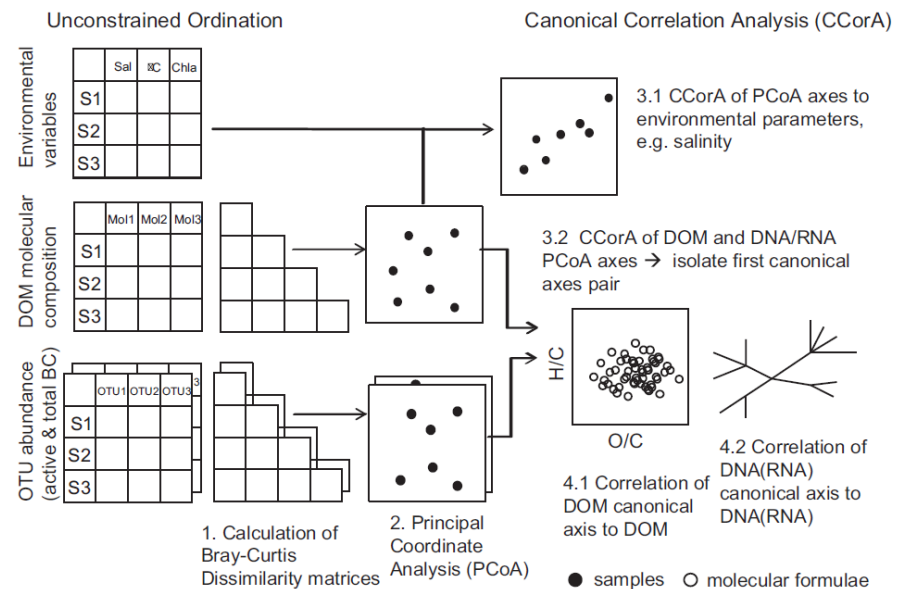 Unconstrained Ordination
Canonical Correlation Analysis (CCorA)
Environmental
variables
Sal
C
Chla
S1
S2
S3
3.1 CCorA of PCoA axes to
environmental parameters,
e.g. salinity
DOM molecular
composition
Mol1
Mol2
Mol3
S1
S2
S3
3.2 CCorA of DOM and DNA/RNA
PCoA axes → isolate first canonical
axes pair
OTU abundance
(active & total BC)
OTU1
OTU2
OTU3
3
S1
S2
S3
H/C
O/C
1. Calculation of
Bray-Curtis
Dissimilarity matrices
2. Principal
Coordinate
Analysis (PCoA)
4.1 Correlation of
DOM canonical
axis to DOM
4.2 Correlation of
DNA(RNA)
canonical axis to
DNA(RNA)
samples
molecular formulae